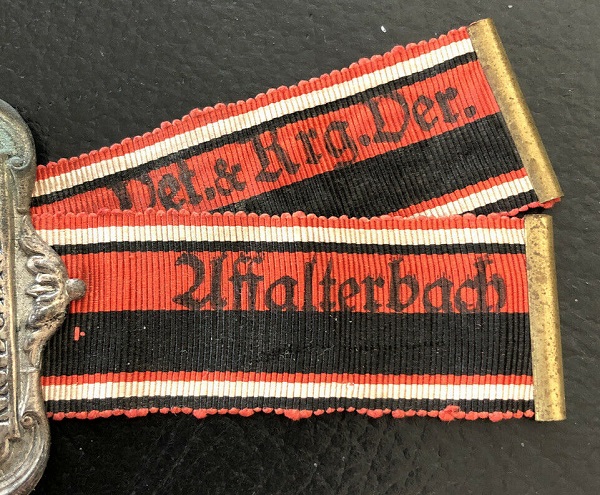 Vet. & Krg. Ver.
Affalterbach